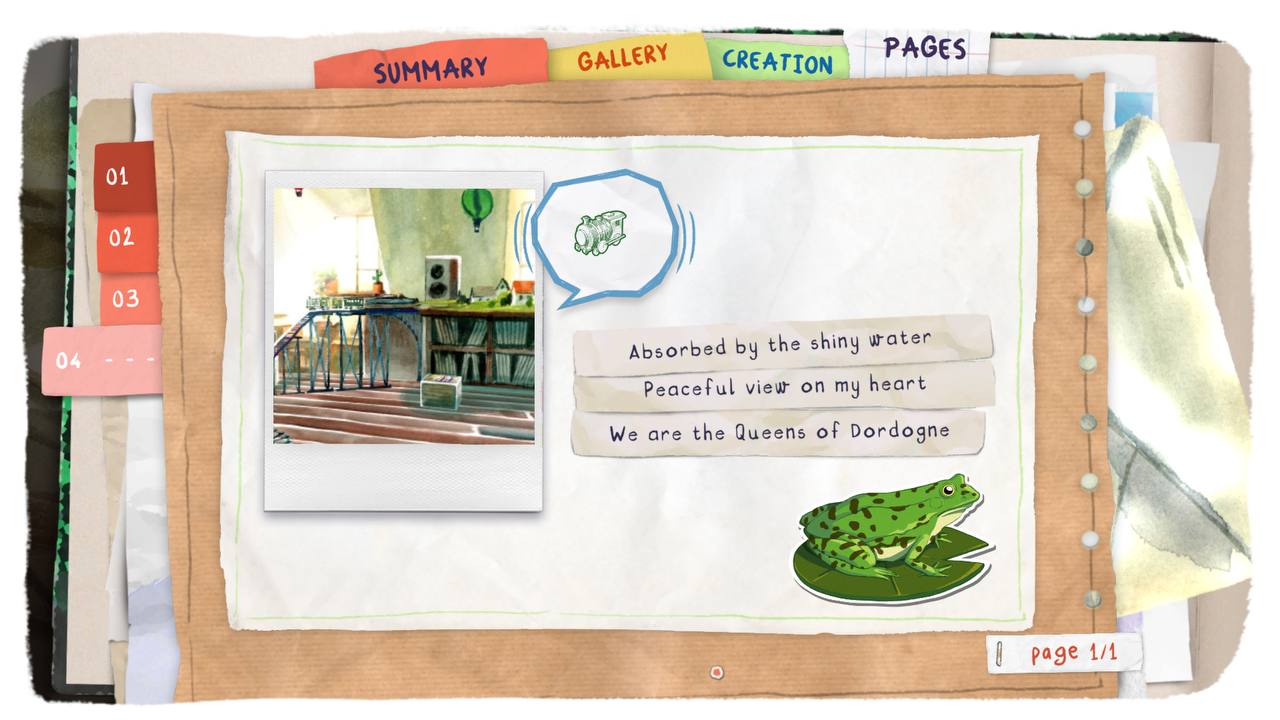 SUMMARY
GALLERY
CREATION
PAGES
01
02
03
04 - - -
Absorbed by the shiny water
Peaceful view on my heart
We are the Queens of Dordogne
page 1/1